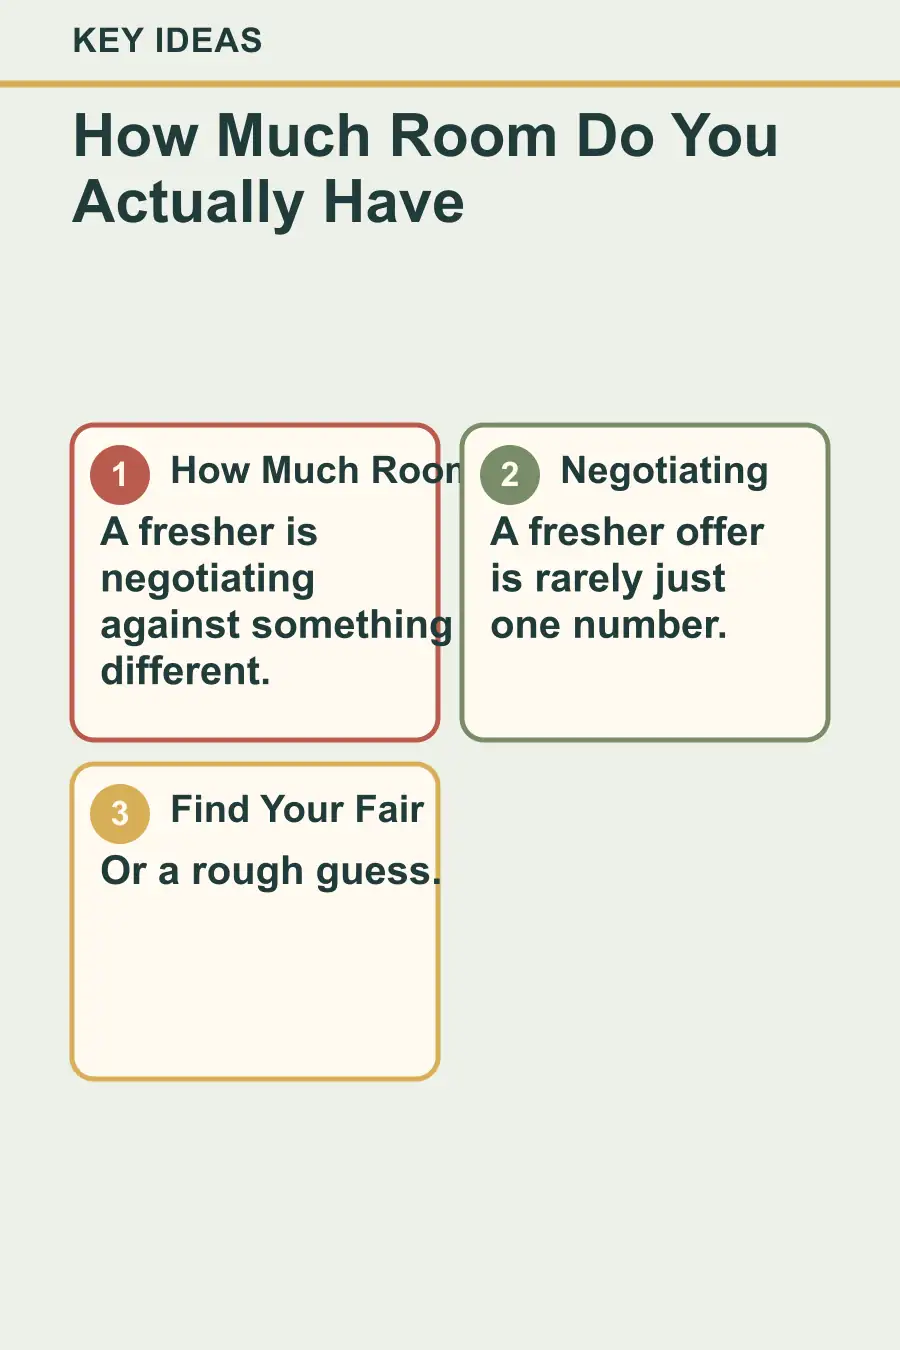 KEY IDEAS
How Much Room Do You
Actually Have
1 How Much Room
A fresher is
negotiating
against something
different.
2 Negotiating
A fresher offer
is rarely just
one number.
3 Find Your Fair
Or a rough guess.